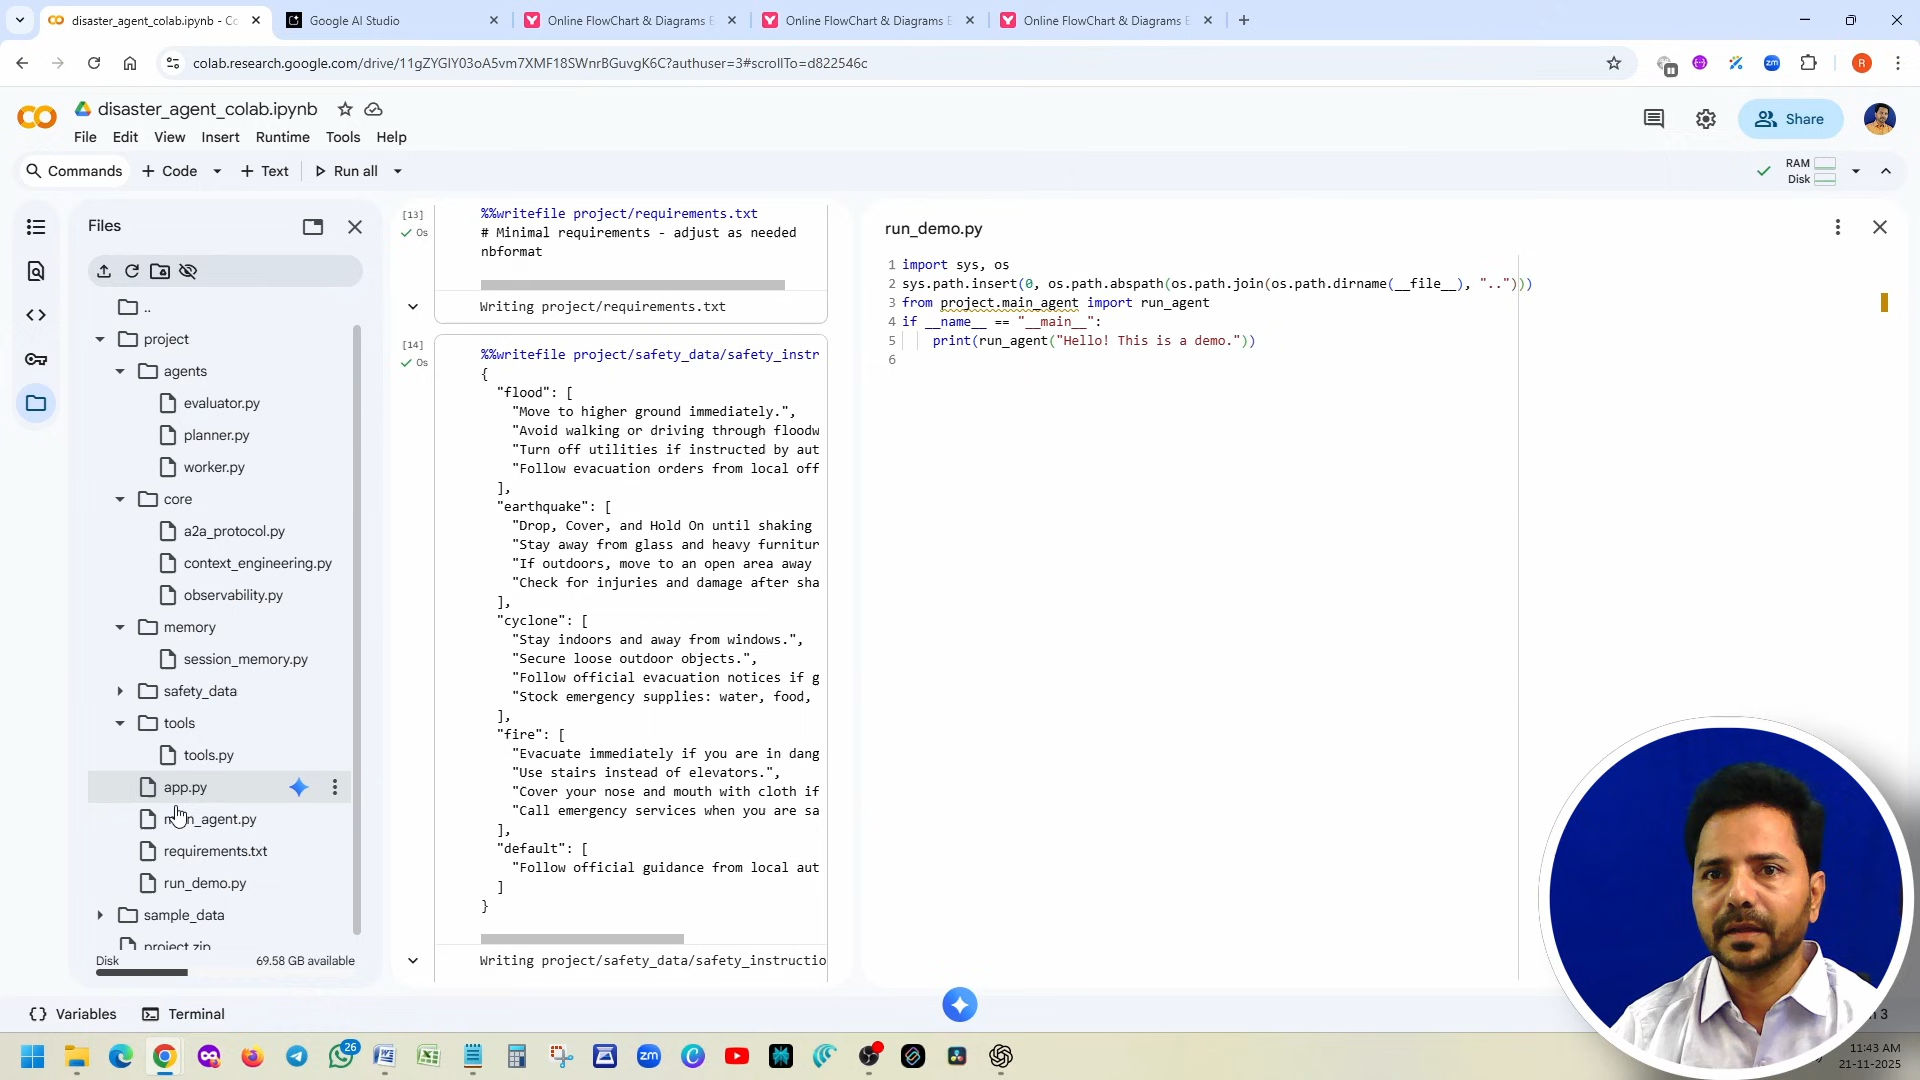 disaster_agent_colab.ipynb - Co
Google AI Studio
Online FlowChart & Diagrams E
Online FlowChart & Diagrams E
Online FlowChart & Diagrams E
colab.research.google.com/drive/11gZYGlY03oA5vm7XMF18SWnrBGuvgK6C?authuser=3#scrollTo=d822546c
R
disaster_agent_colab.ipynb
File Edit View Insert Runtime Tools Help
Share
Commands + Code + Text Run all
RAM
Disk
Files
..
project
agents
evaluator.py
planner.py
worker.py
core
a2a_protocol.py
context_engineering.py
observability.py
memory
session_memory.py
safety_data
tools
tools.py
app.py
main_agent.py
requirements.txt
run_demo.py
sample_data
project.zip
Disk 69.58 GB available
[13]
0s
%%writefile project/requirements.txt
# Minimal requirements - adjust as needed
nbformat
Writing project/requirements.txt
[14]
0s
%%writefile project/safety_data/safety_instr
{
"flood": [
"Move to higher ground immediately.",
"Avoid walking or driving through floodw
"Turn off utilities if instructed by aut
"Follow evacuation orders from local off
],
"earthquake": [
"Drop, Cover, and Hold On until shaking
"Stay away from glass and heavy furnitur
"If outdoors, move to an open area away
"Check for injuries and damage after sha
],
"cyclone": [
"Stay indoors and away from windows.",
"Secure loose outdoor objects.",
"Follow official evacuation notices if g
"Stock emergency supplies: water, food,
],
"fire": [
"Evacuate immediately if you are in dang
"Use stairs instead of elevators.",
"Cover your nose and mouth with cloth if
"Call emergency services when you are sa
],
"default": [
"Follow official guidance from local aut
]
}
Writing project/safety_data/safety_instructio
run_demo.py
1 import sys, os
2 sys.path.insert(0, os.path.abspath(os.path.join(os.path.dirname(__file__), "..")))
3 from project.main_agent import run_agent
4 if __name__ == "__main__":
5 print(run_agent("Hello! This is a demo."))
6
{ } Variables Terminal
n 3
26
zm
11:43 AM
21-11-2025